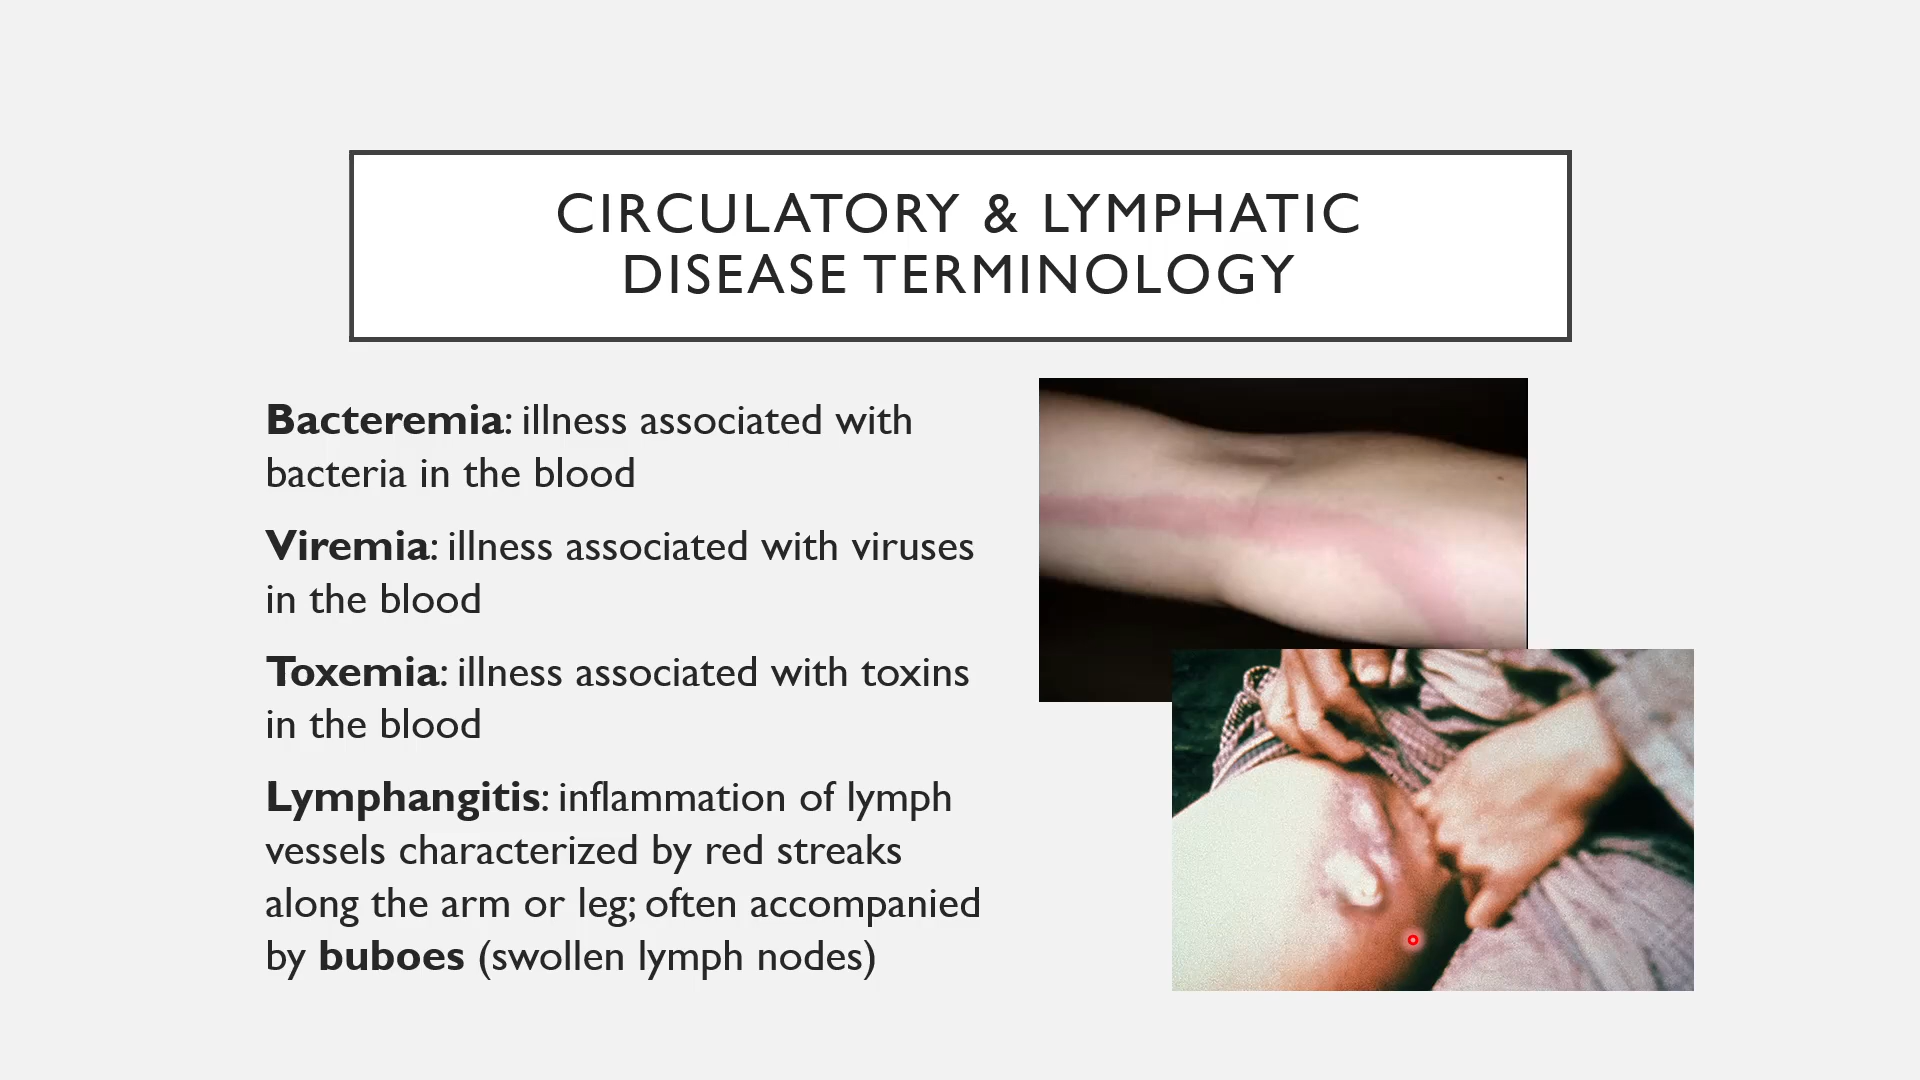 CIRCULATORY & LYMPHATIC
DISEASE TERMINOLOGY
Bacteremia: illness associated with
bacteria in the blood
Viremia: illness associated with viruses
in the blood
Toxemia: illness associated with toxins
in the blood
Lymphangitis: inflammation of lymph
vessels characterized by red streaks
along the arm or leg; often accompanied
by buboes (swollen lymph nodes)